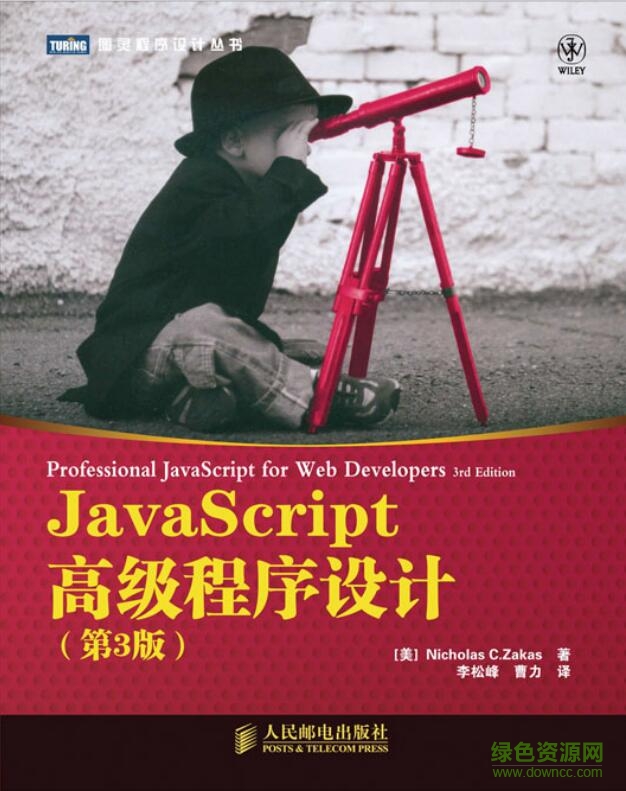 TURING 图灵程序设计丛书
WILEY
Professional JavaScript for Web Developers 3rd Edition
JavaScript
高级程序设计
（第3版）
［美］ Nicholas C.Zakas 著
李松峰 曹力 译
人民邮电出版社
POSTS & TELECOM PRESS
绿色资源网
www.downcc.com